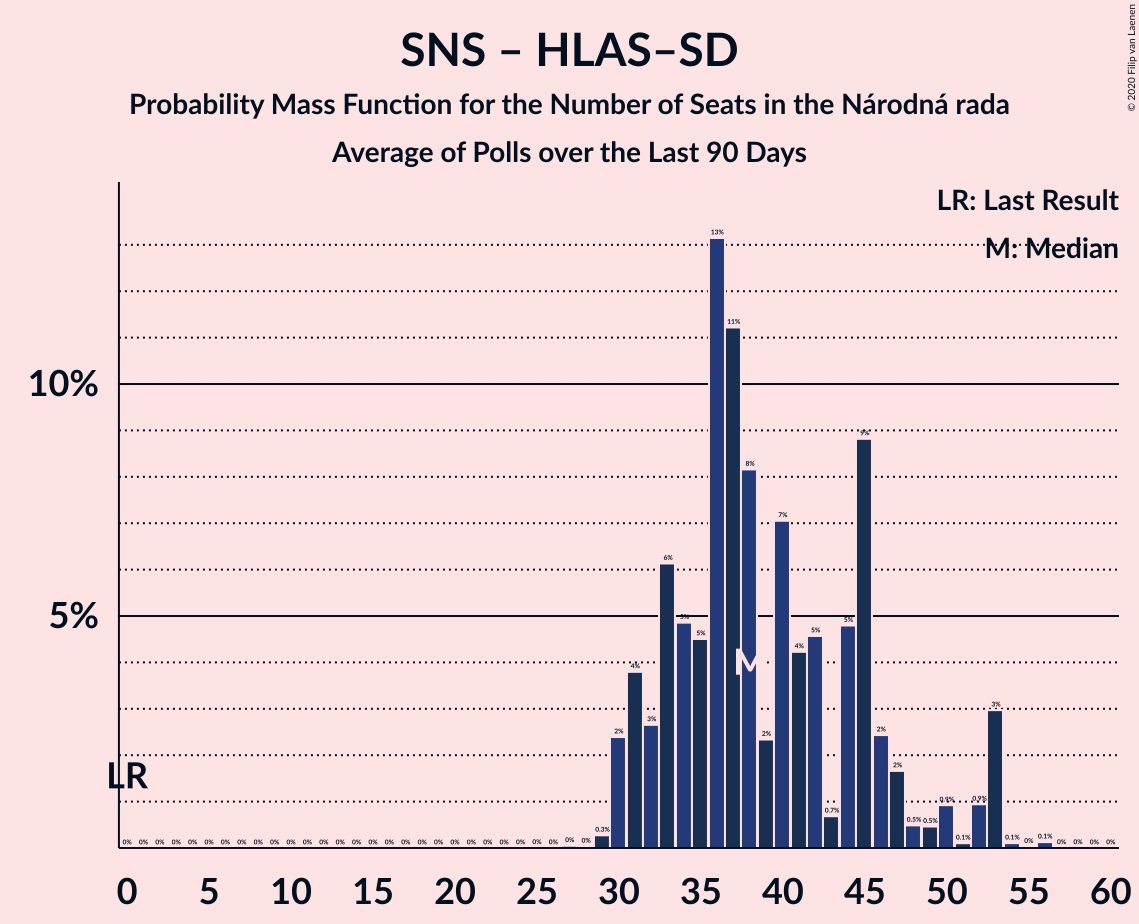 SNS – HLAS–SD
Probability Mass Function for the Number of Seats in the Národná rada
Average of Polls over the Last 90 Days
© 2020 Filip van Laenen
LR: Last Result
M: Median
10%
5%
LR
M
0% 0% 0% 0% 0% 0% 0% 0% 0% 0% 0% 0% 0% 0% 0% 0% 0% 0% 0% 0% 0% 0% 0% 0% 0% 0% 0% 0% 0% 0.3% 2% 4% 3% 6% 5% 5% 13% 11% 8% 2% 7% 4% 5% 0.7% 5% 9% 2% 2% 0.5% 0.5% 0.9% 0.1% 0.9% 3% 0.1% 0% 0.1% 0% 0% 0% 0%
0 5 10 15 20 25 30 35 40 45 50 55 60